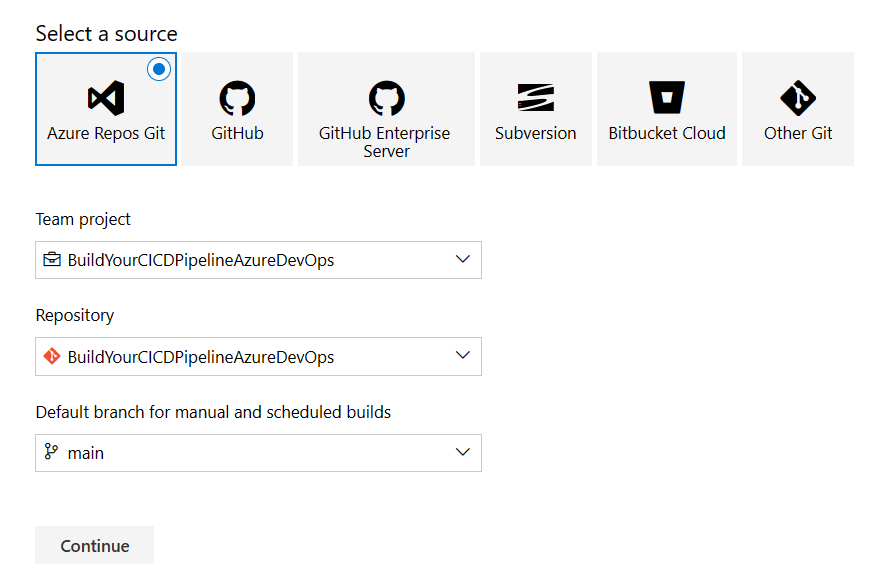 Select a source
Azure Repos Git
GitHub
GitHub Enterprise
Server
Subversion
Bitbucket Cloud
Other Git
Team project
BuildYourCICDPipelineAzureDevOps
Repository
BuildYourCICDPipelineAzureDevOps
Default branch for manual and scheduled builds
main
Continue